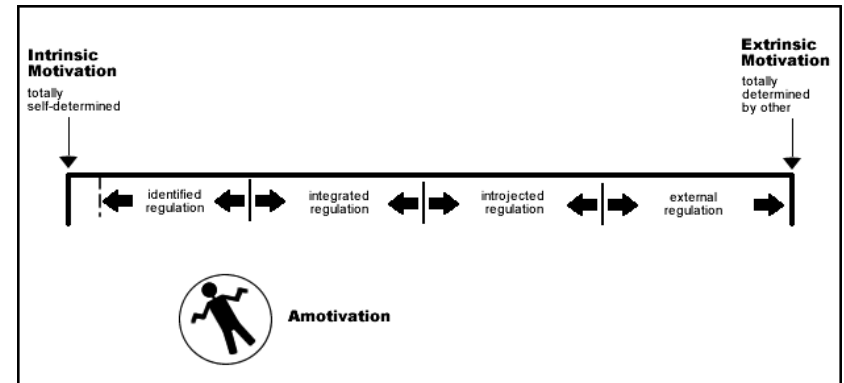 Intrinsic
Motivation
totally
self-determined
Extrinsic
Motivation
totally
determined
by other
identified
regulation
integrated
regulation
introjected
regulation
external
regulation
Amotivation